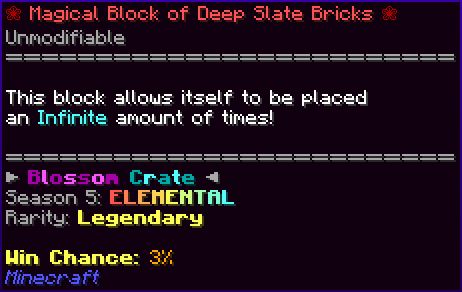 ❀ Magical Block of Deep Slate Bricks ❀
Unmodifiable
================================
This block allows itself to be placed
an Infinite amount of times!
================================
► Blossom Crate ◄
Season 5: ELEMENTAL
Rarity: Legendary
Win Chance: 3%
Minecraft